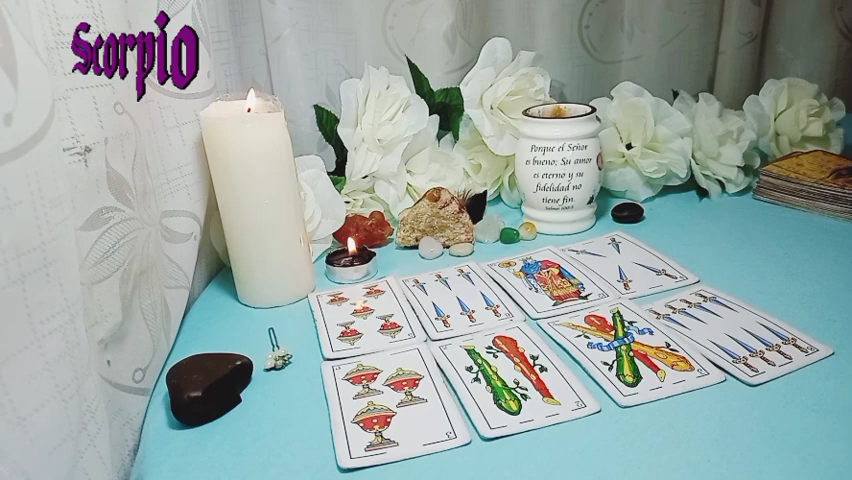 Scorpio
Porque el Señor
es bueno; Su amor
es eterno y su
fidelidad no
tiene fin.